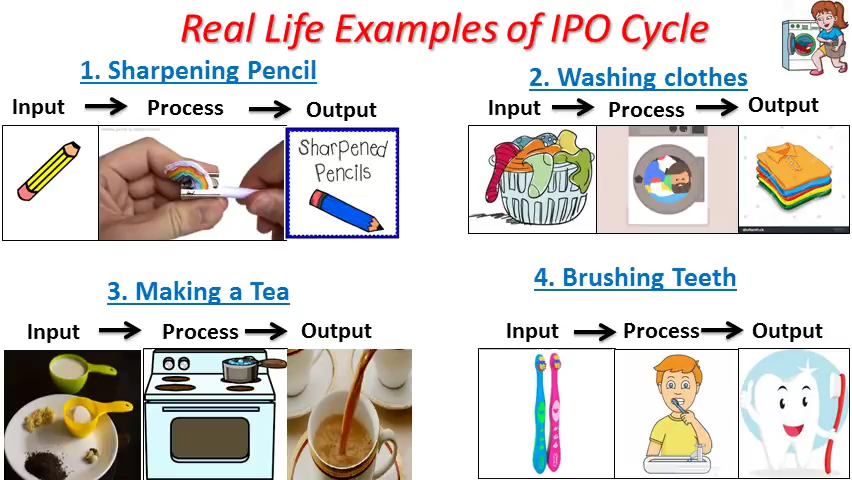 Real Life Examples of IPO Cycle
1. Sharpening Pencil
Input Process Output
Sharpened
Pencils
2. Washing clothes
Input Process Output
3. Making a Tea
Input Process Output
4. Brushing Teeth
Input Process Output